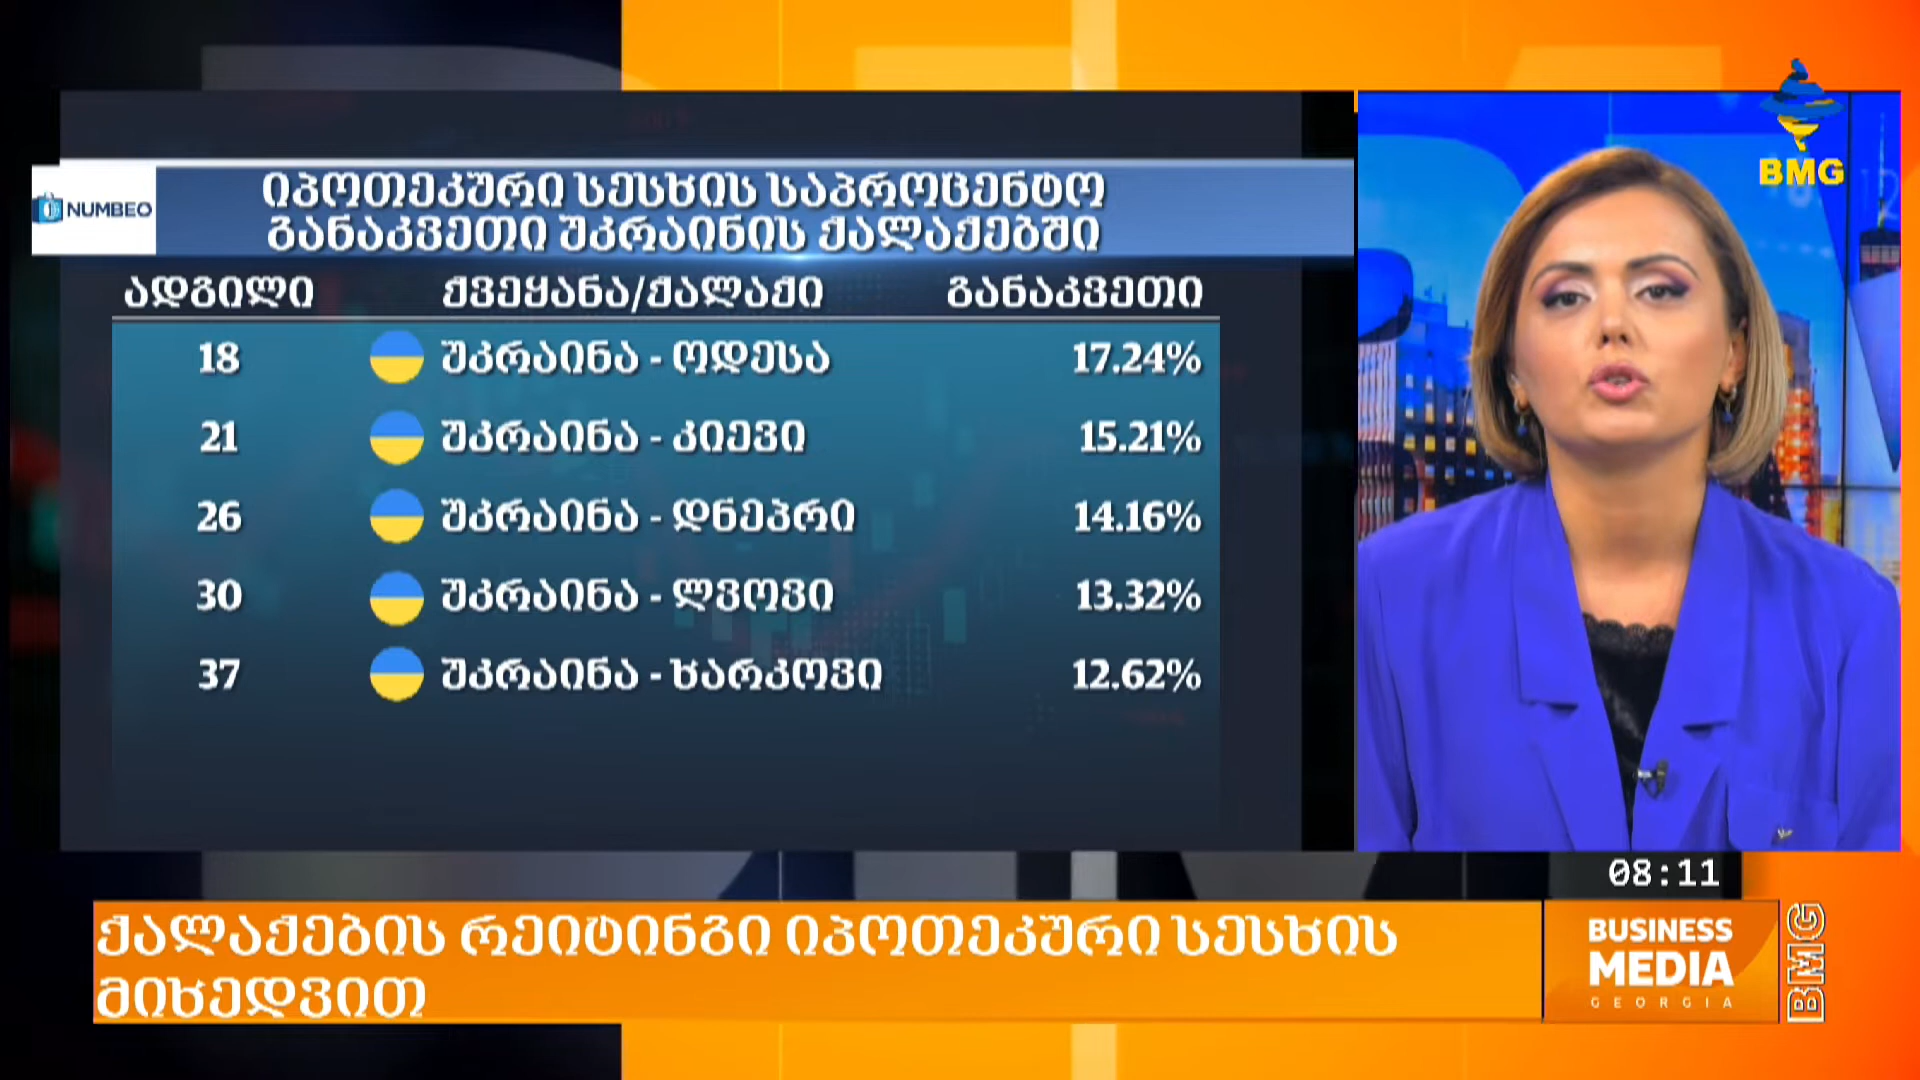 BMG
NUMBEO
იპოთეკური სესხის საპროცენტო
განაკვეთი უკრაინის ქალაქებში
ადგილი ქვეყანა/ქალაქი განაკვეთი
18 უკრაინა - ოდესა 17.24%
21 უკრაინა - კიევი 15.21%
26 უკრაინა - დნეპრი 14.16%
30 უკრაინა - ლვოვი 13.32%
37 უკრაინა - ხარკოვი 12.62%
08:11
ქალაქების რეიტინგი იპოთეკური სესხის
მიხედვით
BUSINESS
MEDIA
GEORGIA
BMG